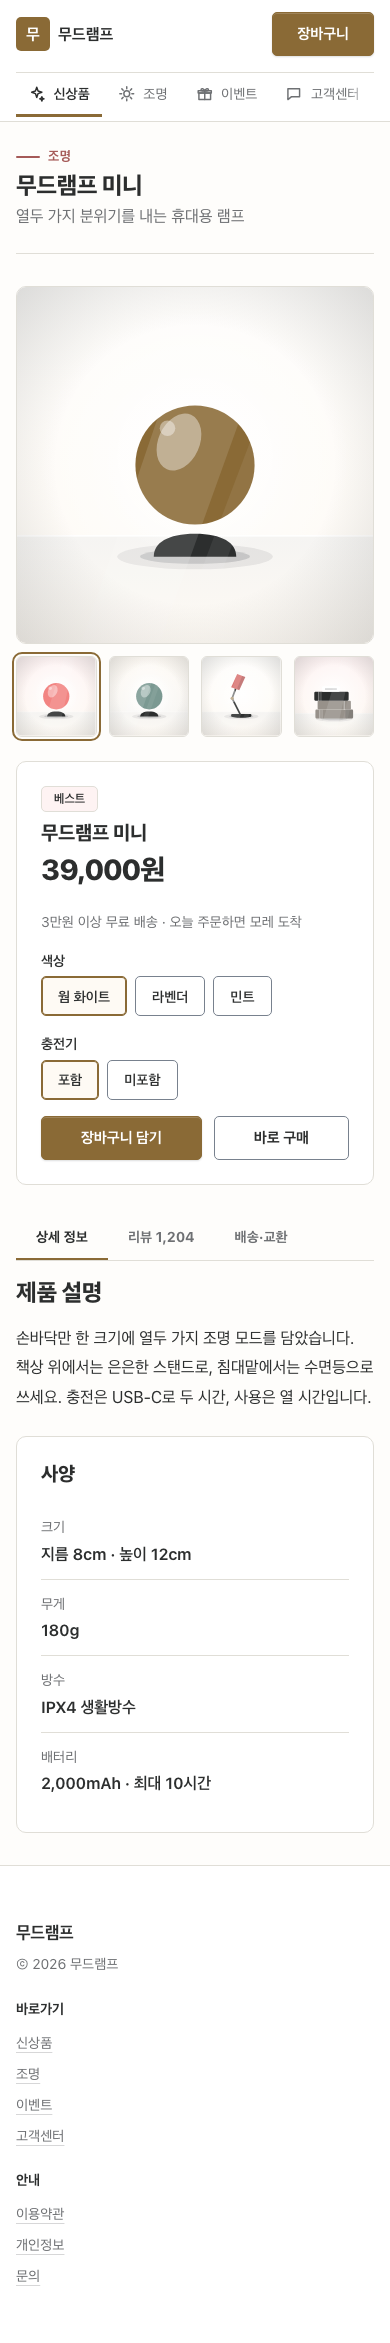 무 무드램프
장바구니
신상품 조명 이벤트 고객센터
조명
무드램프 미니
열두 가지 분위기를 내는 휴대용 램프
베스트
무드램프 미니
39,000원
3만원 이상 무료 배송 · 오늘 주문하면 모레 도착
색상
웜 화이트 라벤더 민트
충전기
포함 미포함
장바구니 담기 바로 구매
상세 정보 리뷰 1,204 배송·교환
제품 설명
손바닥만 한 크기에 열두 가지 조명 모드를 담았습니다.
책상 위에서는 은은한 스탠드로, 침대맡에서는 수면등으로
쓰세요. 충전은 USB-C로 두 시간, 사용은 열 시간입니다.
사양
크기
지름 8cm · 높이 12cm
무게
180g
방수
IPX4 생활방수
배터리
2,000mAh · 최대 10시간
무드램프
© 2026 무드램프
바로가기
신상품
조명
이벤트
고객센터
안내
이용약관
개인정보
문의